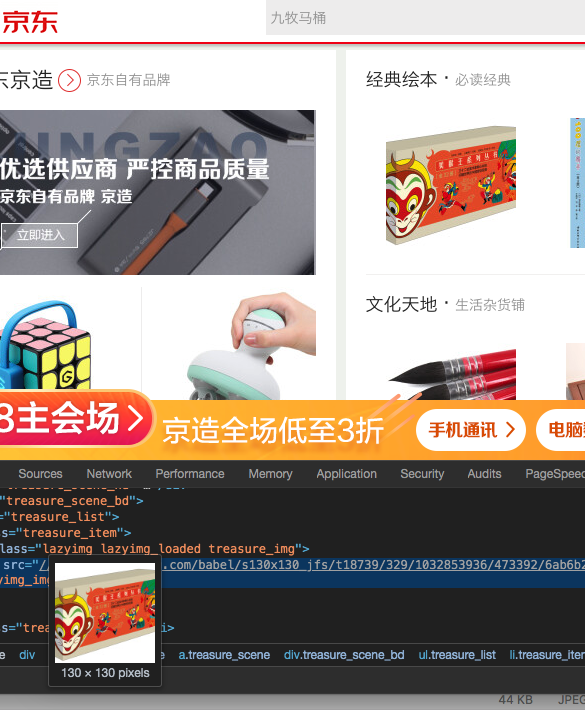 京东
九牧马桶
京造
京东自有品牌
经典绘本 · 必读经典
JINGZAO
优选供应商 严控商品质量
京东自有品牌 京造
立即进入
文化天地 · 生活杂货铺
8主会场
京造全场低至3折
手机通讯
电脑
Sources Network Performance Memory Application Security Audits PageSpeed
"treasure_scene_bd">
="treasure_list">
s="treasure_item">
lass="lazyimg lazyimg_loaded treasure_img">
src="/ .com/babel/s130x130_jfs/t18739/329/1032853936/473392/6ab6b2
yimg_im
ss="trea i>
130 × 130 pixels
e div e a.treasure_scene div.treasure_scene_bd ul.treasure_list li.treasure_iter
44 KB JPEG